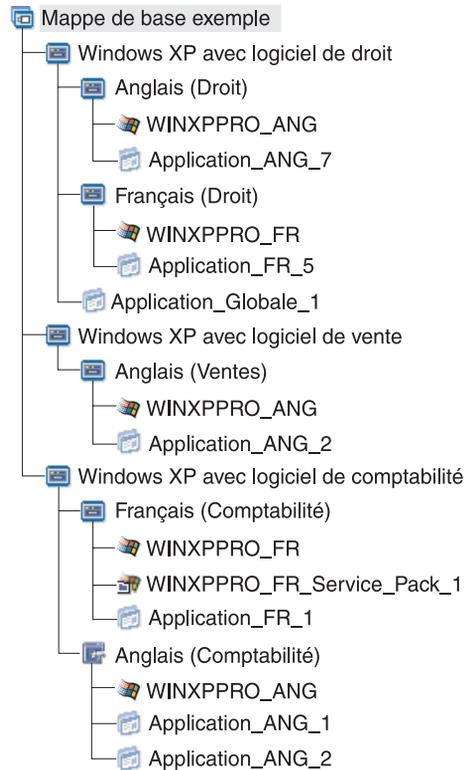 Mappe de base exemple
Windows XP avec logiciel de droit
Anglais (Droit)
WINXPPRO_ANG
Application_ANG_7
Français (Droit)
WINXPPRO_FR
Application_FR_5
Application_Globale_1
Windows XP avec logiciel de vente
Anglais (Ventes)
WINXPPRO_ANG
Application_ANG_2
Windows XP avec logiciel de comptabilité
Français (Comptabilité)
WINXPPRO_FR
WINXPPRO_FR_Service_Pack_1
Application_FR_1
Anglais (Comptabilité)
WINXPPRO_ANG
Application_ANG_1
Application_ANG_2